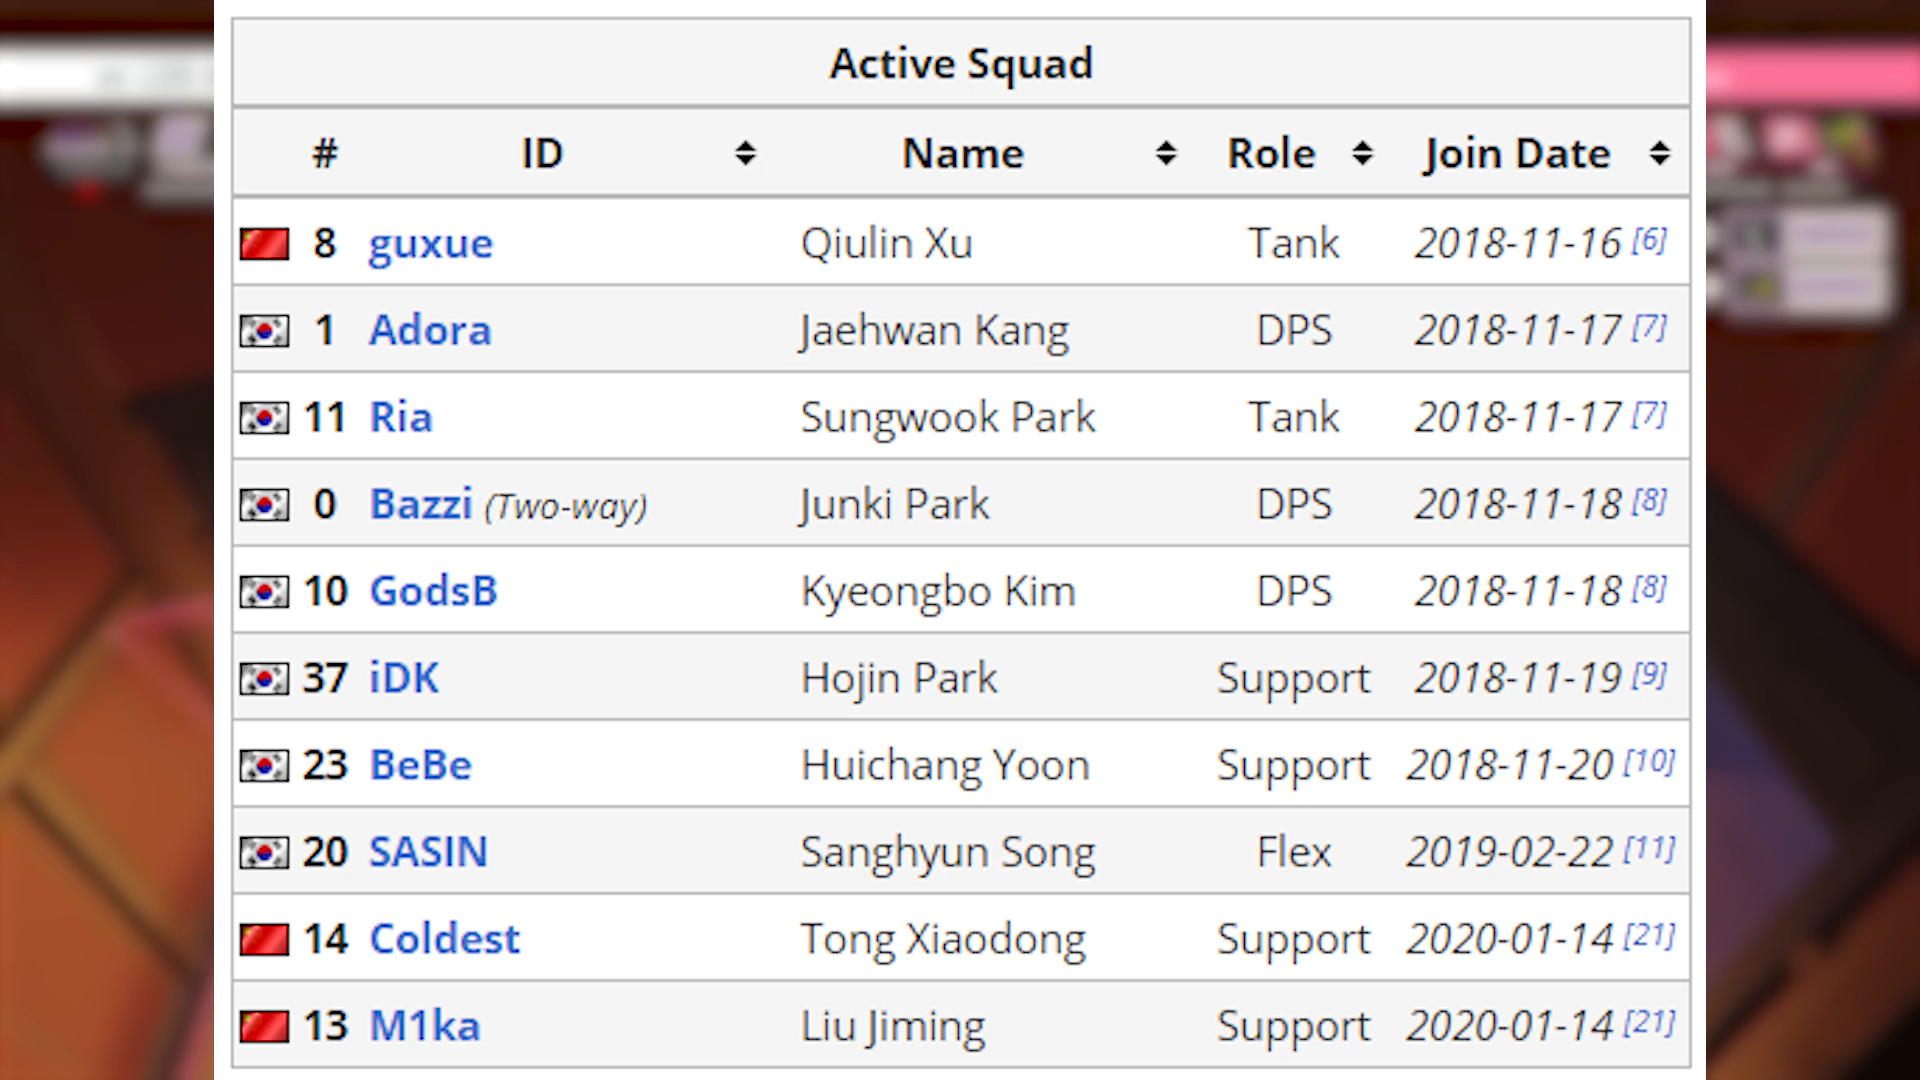 Active Squad
# ID Name Role Join Date
8 guxue Qiulin Xu Tank 2018-11-16 [6]
1 Adora Jaehwan Kang DPS 2018-11-17 [7]
11 Ria Sungwook Park Tank 2018-11-17 [7]
0 Bazzi (Two-way) Junki Park DPS 2018-11-18 [8]
10 GodsB Kyeongbo Kim DPS 2018-11-18 [8]
37 iDK Hojin Park Support 2018-11-19 [9]
23 BeBe Huichang Yoon Support 2018-11-20 [10]
20 SASIN Sanghyun Song Flex 2019-02-22 [11]
14 Coldest Tong Xiaodong Support 2020-01-14 [21]
13 M1ka Liu Jiming Support 2020-01-14 [21]